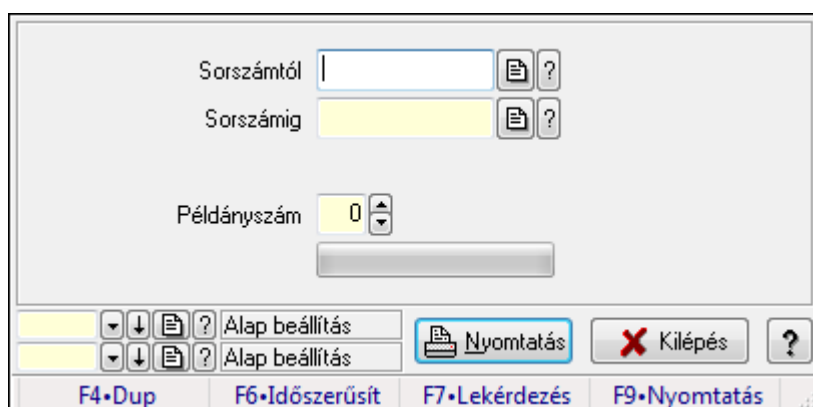 Sorszámtól ?
Sorszámig ?
Példányszám 0
? Alap beállítás
? Alap beállítás
Nyomtatás Kilépés ?
F4•Dup F6•Időszerűsít F7•Lekérdezés F9•Nyomtatás